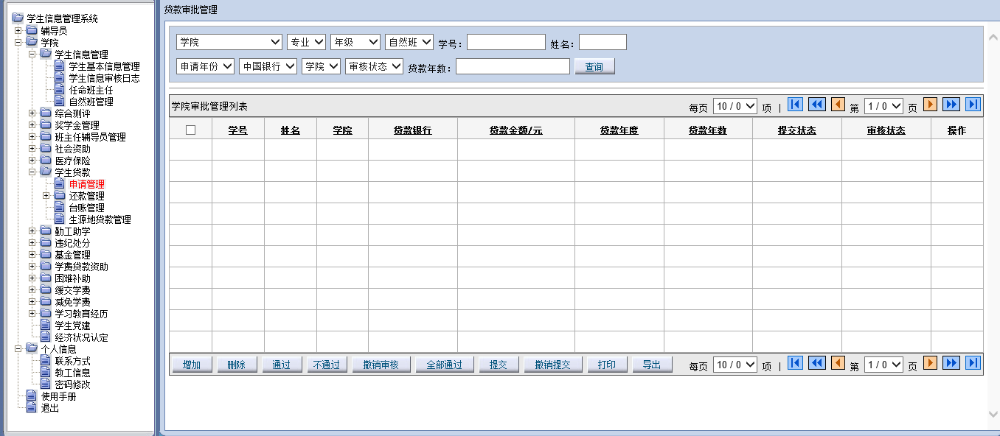 学生信息管理系统
辅导员
学院
学生信息管理
学生基本信息管理
学生信息审核日志
任命班主任
自然班管理
综合测评
奖学金管理
班主任辅导员管理
社会资助
医疗保险
学生贷款
申请管理
还款管理
台账管理
生源地贷款管理
勤工助学
违纪处分
基金管理
学费贷款资助
困难补助
缓交学费
减免学费
学习教育经历
学生党建
经济状况认定
个人信息
联系方式
教工信息
密码修改
使用手册
退出
贷款审批管理
学院 专业 年级 自然班 学号： 姓名：
申请年份 中国银行 学院 审核状态 贷款年数： 查询
学院审批管理列表 每页 10 / 0 项 | 第 1 / 0 页
学号 姓名 学院 贷款银行 贷款金额/元 贷款年度 贷款年数 提交状态 审核状态 操作
增加 删除 通过 不通过 撤销审核 全部通过 提交 撤销提交 打印 导出 每页 10 / 0 项 | 第 1 / 0 页